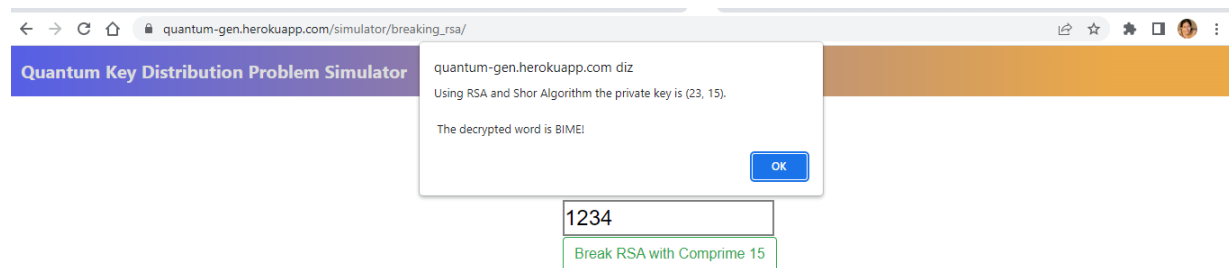 quantum-gen.herokuapp.com/simulator/breaking_rsa/
Quantum Key Distribution Problem Simulator
quantum-gen.herokuapp.com diz
Using RSA and Shor Algorithm the private key is (23, 15).
The decrypted word is BIME!
OK
1234
Break RSA with Comprime 15